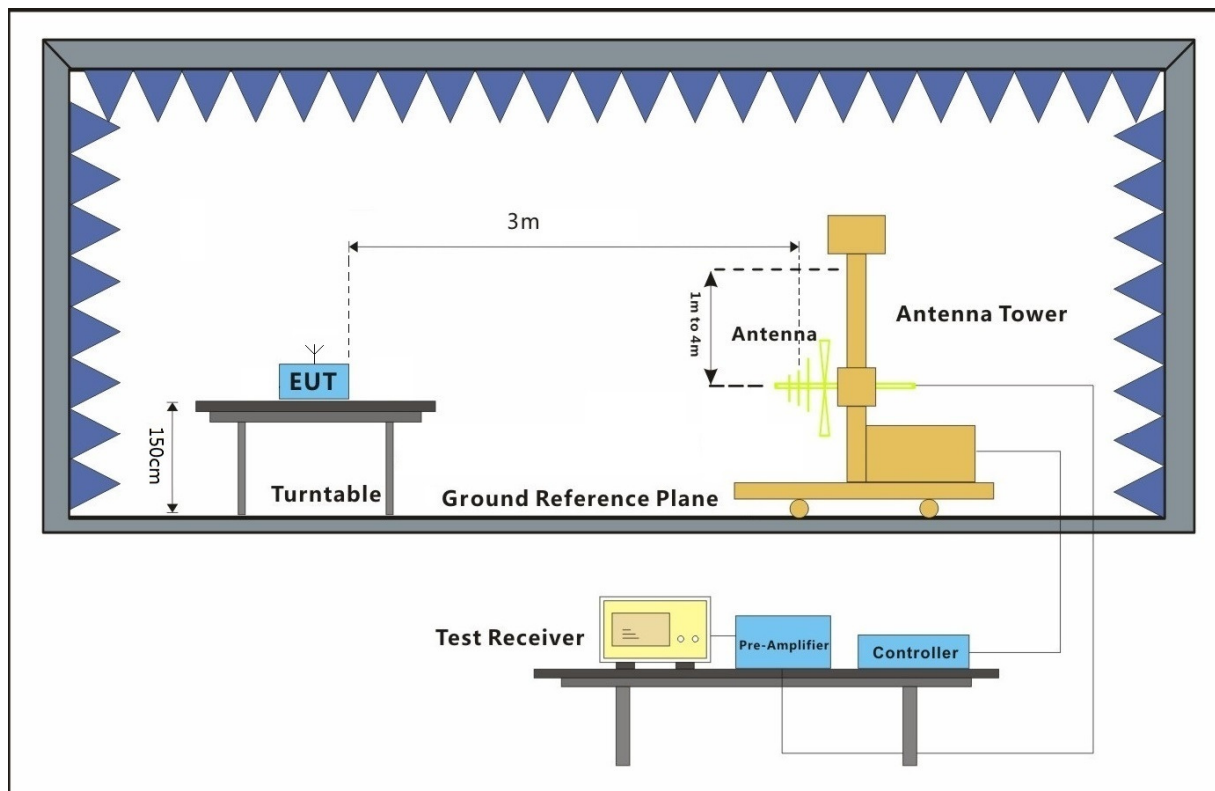 3m
1m to 4m
Antenna Tower
Antenna
EUT
150cm
Turntable
Ground Reference Plane
Test Receiver
Pre-Amplifier
Controller